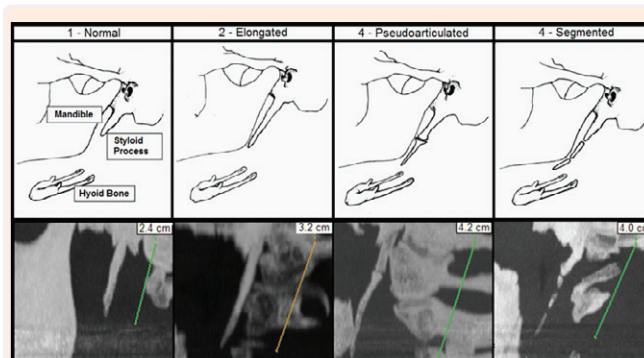 1 - Normal
2 - Elongated
4 - Pseudoarticulated
4 - Segmented
Mandible
Styloid
Process
Hyoid Bone
2.4 cm
3.2 cm
4.2 cm
4.0 cm